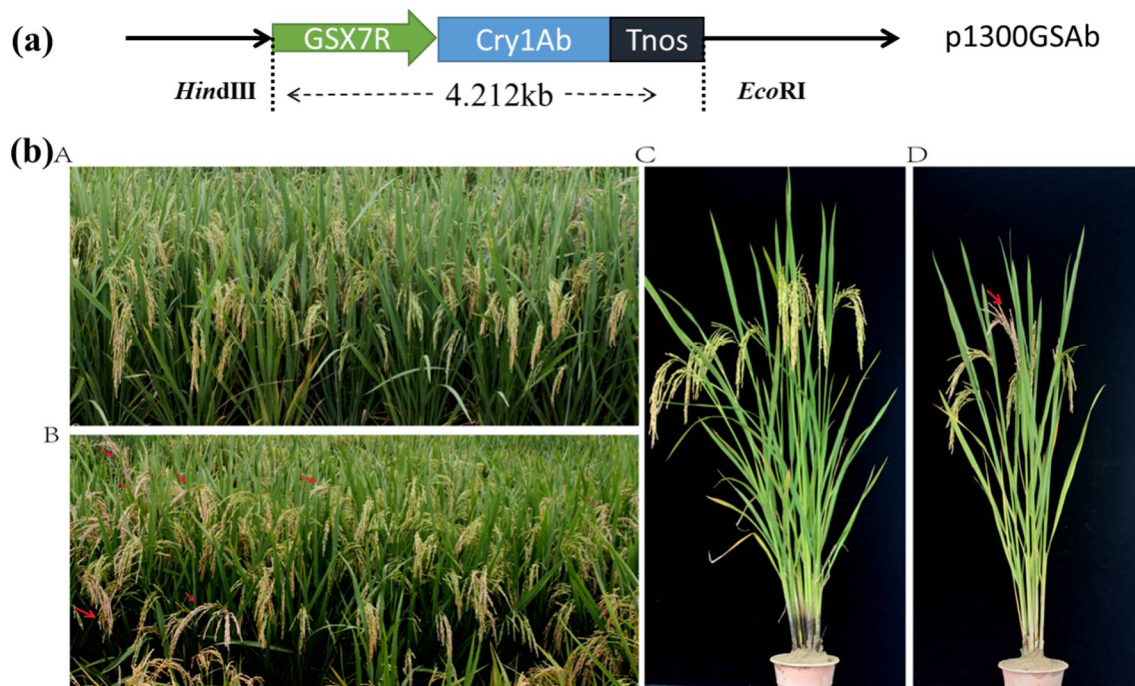 (a) GSX7R Cry1Ab Tnos p1300GSAb
HindIII 4.212kb EcoRI
(b) A C D
B